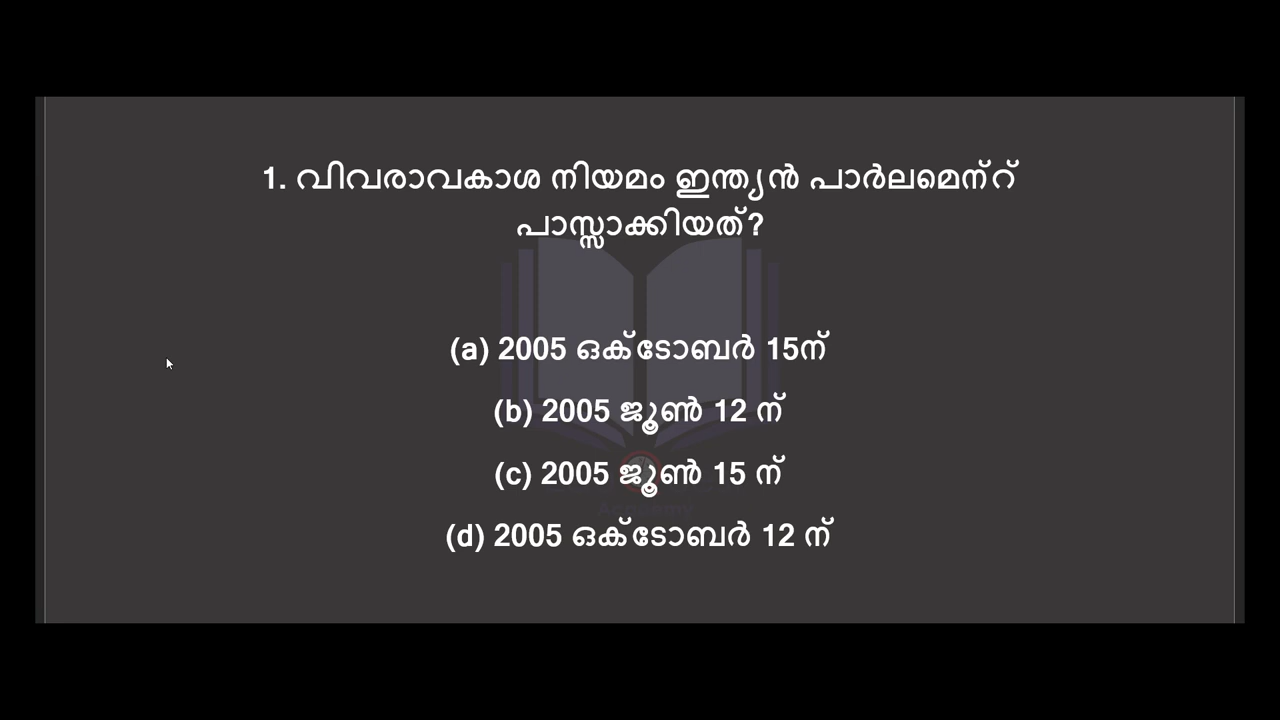 1. വിവരാവകാശ നിയമം ഇന്ത്യൻ പാർലമെന്റ്
പാസ്സാക്കിയത്?
(a) 2005 ഒക്ടോബർ 15ന്
(b) 2005 ജൂൺ 12 ന്
(c) 2005 ജൂൺ 15 ന്
(d) 2005 ഒക്ടോബർ 12 ന്
Academy